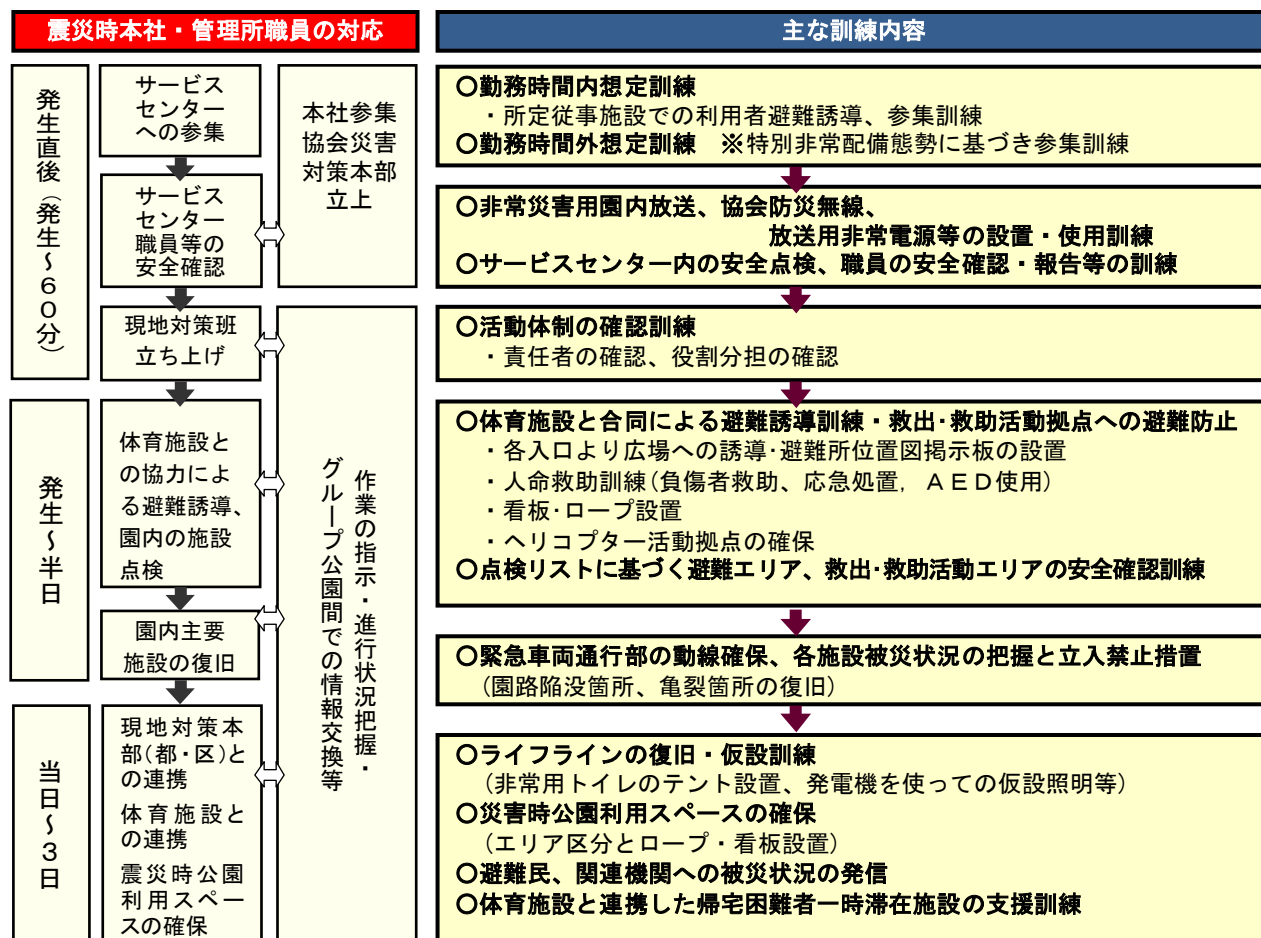 震災時本社・管理所職員の対応
主な訓練内容
発生直後（発生～60分）
サービス
センター
への参集
サービス
センター
職員等の
安全確認
現地対策班
立ち上げ
本社参集
協会災害
対策本部
立上
発生～半日
体育施設と
の協力によ
る避難誘導、
園内の施設
点検
園内主要
施設の復旧
作業の指示・進行状況把握・
グループ公園間での情報交換等
当日～3日
現地対策本
部(都・区)と
の連携
体育施設と
の連携
震災時公園
利用スペー
スの確保
〇勤務時間内想定訓練
・所定従事施設での利用者避難誘導、参集訓練
〇勤務時間外想定訓練　※特別非常配備態勢に基づき参集訓練
〇非常災害用園内放送、協会防災無線、
放送用非常電源等の設置・使用訓練
〇サービスセンター内の安全点検、職員の安全確認・報告等の訓練
〇活動体制の確認訓練
・責任者の確認、役割分担の確認
〇体育施設と合同による避難誘導訓練・救出・救助活動拠点への避難防止
・各入口より広場への誘導・避難所位置図掲示板の設置
・人命救助訓練(負傷者救助、応急処置，ＡＥＤ使用)
・看板・ロープ設置
・ヘリコプター活動拠点の確保
〇点検リストに基づく避難エリア、救出・救助活動エリアの安全確認訓練
〇緊急車両通行部の動線確保、各施設被災状況の把握と立入禁止措置
(園路陥没箇所、亀裂箇所の復旧)
〇ライフラインの復旧・仮設訓練
（非常用トイレのテント設置、発電機を使っての仮設照明等）
〇災害時公園利用スペースの確保
（エリア区分とロープ・看板設置）
〇避難民、関連機関への被災状況の発信
〇体育施設と連携した帰宅困難者一時滞在施設の支援訓練